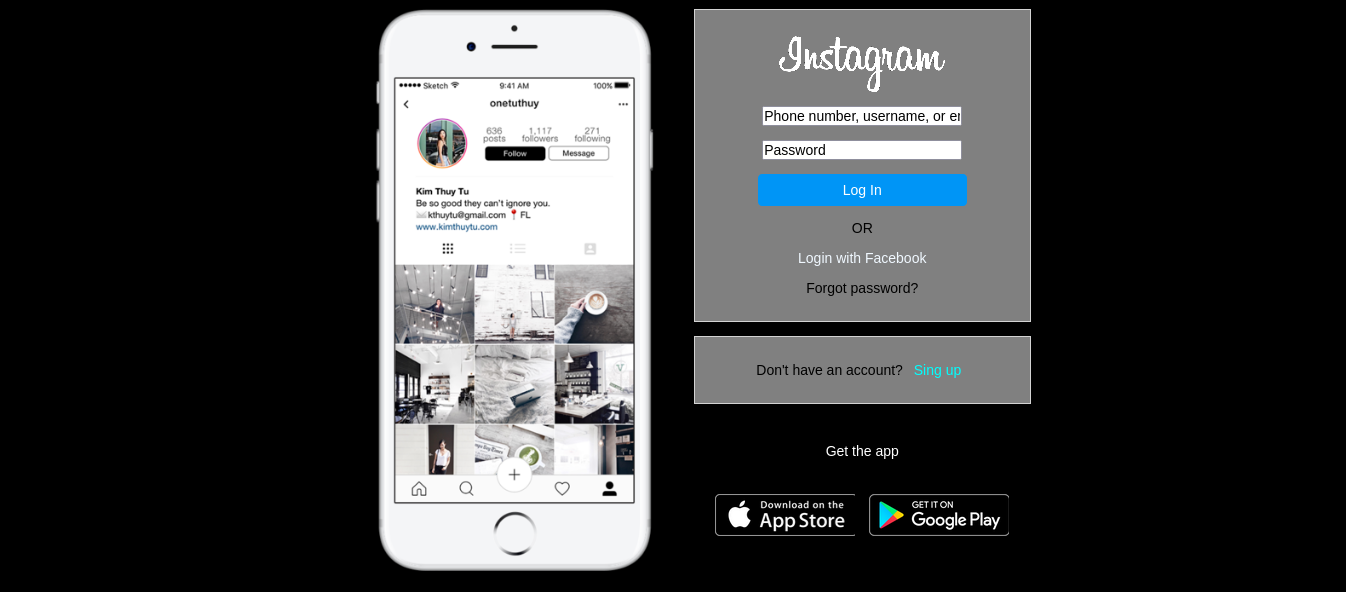 Sketch 9:41 AM 100%
onetuthuy
636 1,117 271
posts followers following
Follow Message
Kim Thuy Tu
Be so good they can't ignore you.
kthuytu@gmail.com FL
www.kimthuytu.com
Instagram
Phone number, username, or er
Password
Log In
OR
Login with Facebook
Forgot password?
Don't have an account? Sing up
Get the app
Download on the
App Store
GET IT ON
Google Play